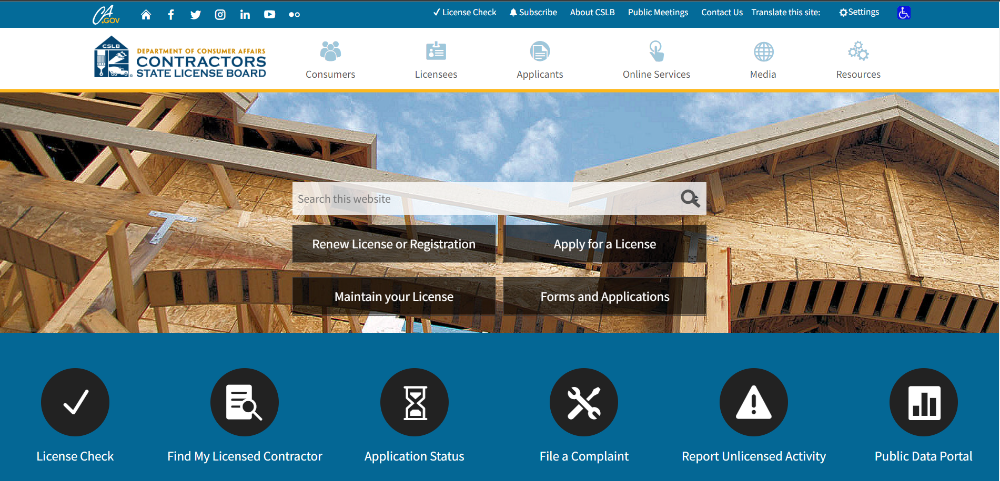 CA
.GOV
License Check
Subscribe
About CSLB
Public Meetings
Contact Us
Translate this site:
Settings
CSLB
DEPARTMENT OF CONSUMER AFFAIRS
CONTRACTORS
STATE LICENSE BOARD
Consumers
Licensees
Applicants
Online Services
Media
Resources
Search this website
Renew License or Registration
Apply for a License
Maintain your License
Forms and Applications
License Check
Find My Licensed Contractor
Application Status
File a Complaint
Report Unlicensed Activity
Public Data Portal